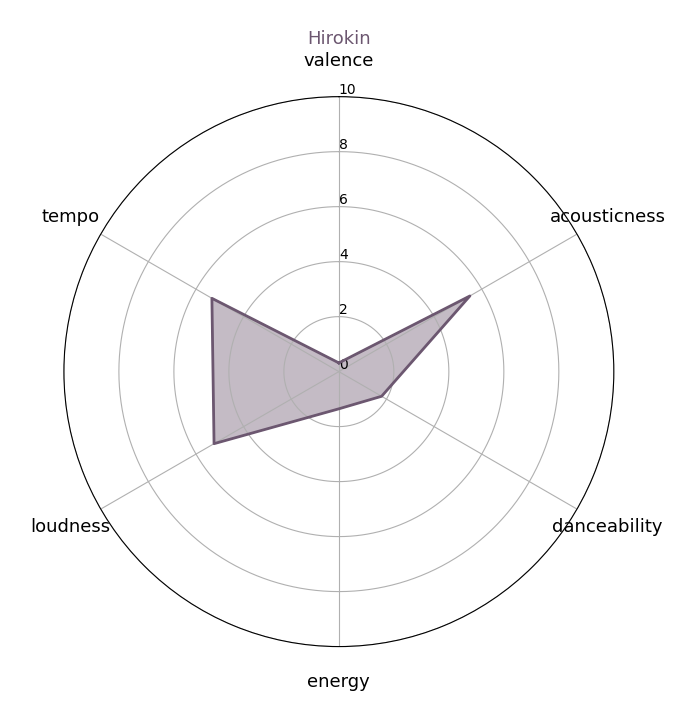 Hirokin
valence
10
8
6
4
2
0
tempo
acousticness
loudness
danceability
energy